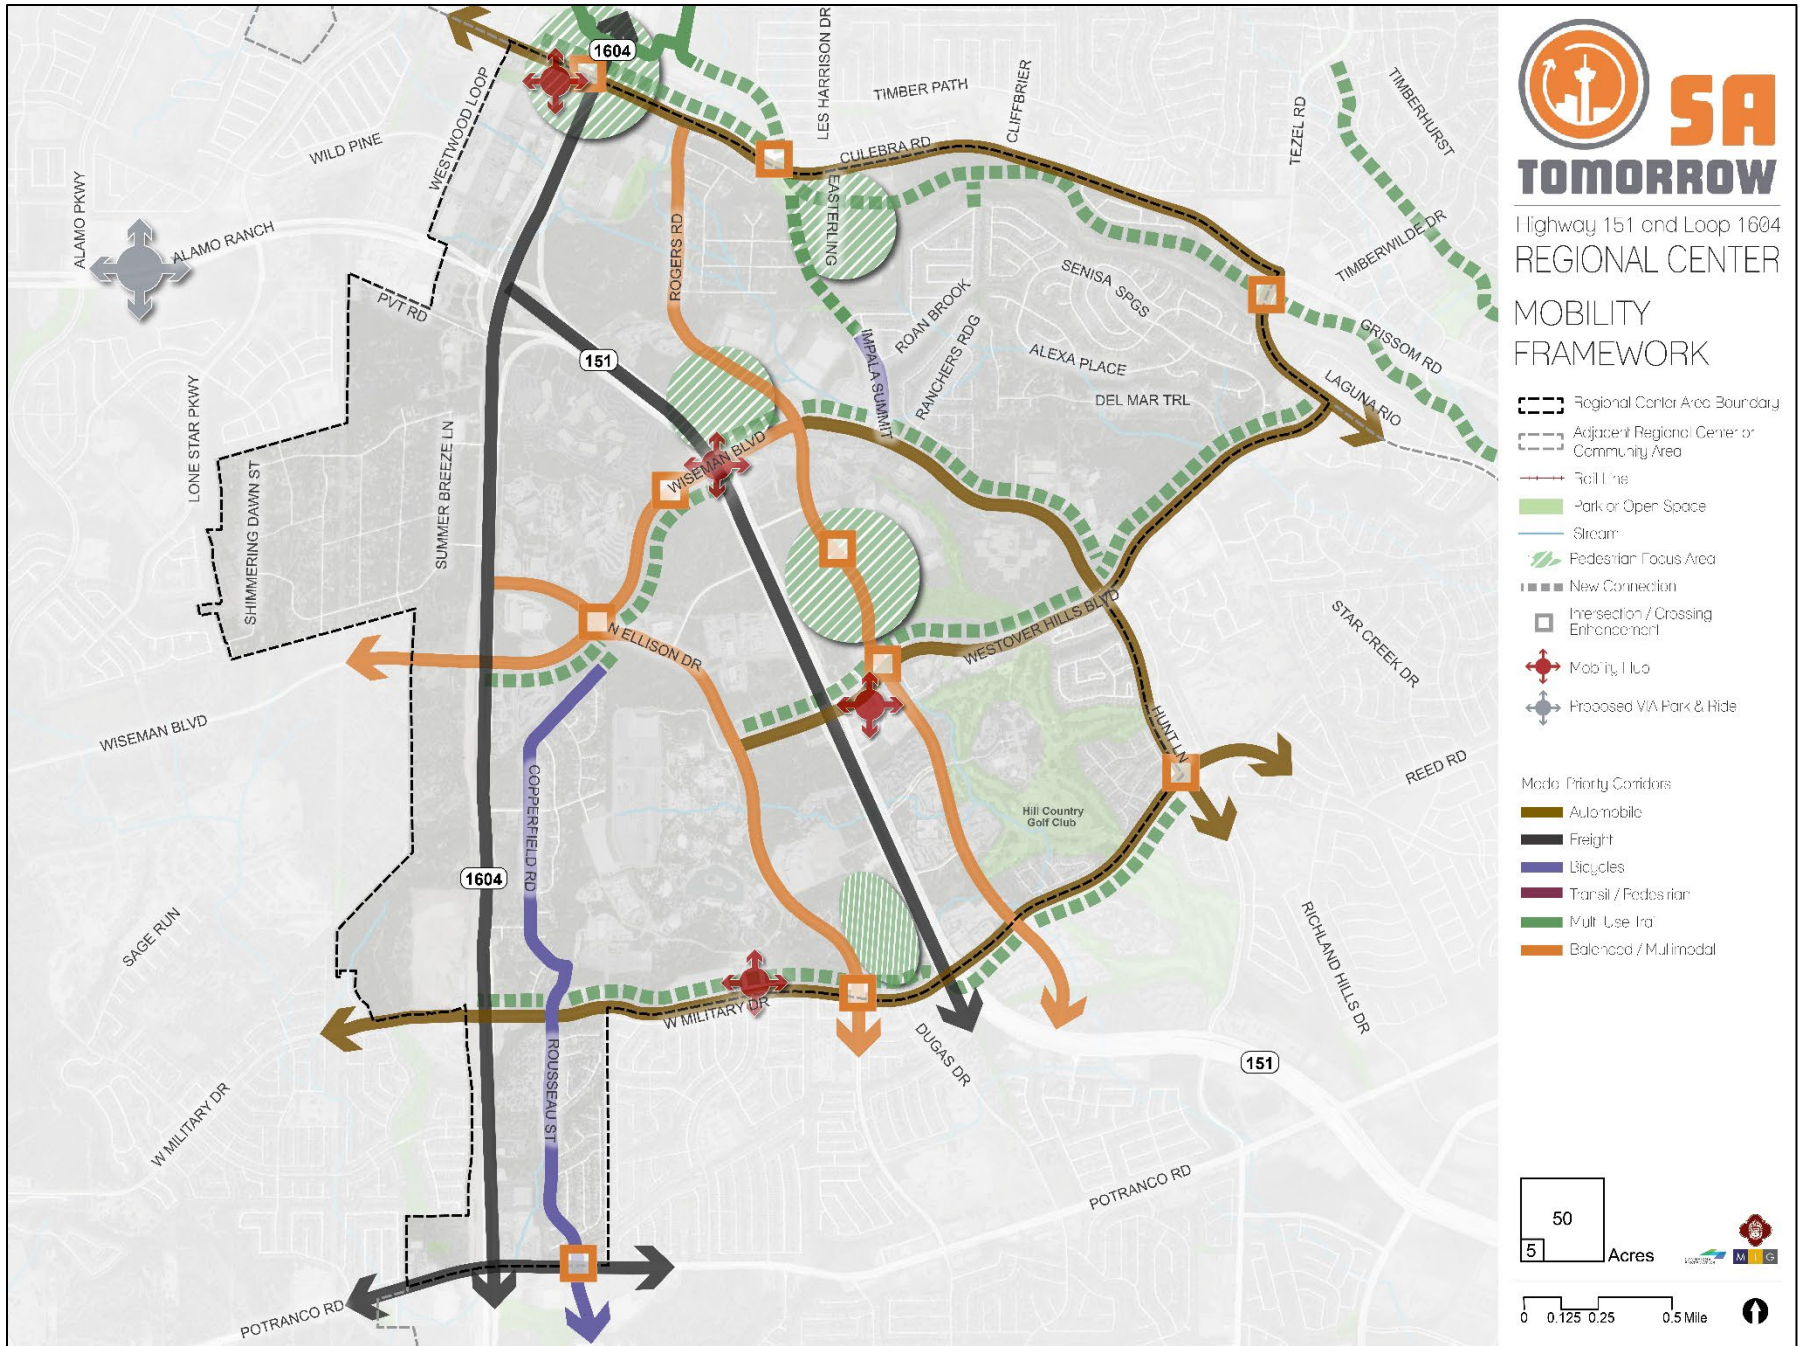 SA
TOMORROW
Highway 151 and Loop 1604
REGIONAL CENTER
MOBILITY
FRAMEWORK
Regional Center Area Boundary
Adjacent Regional Center or
Community Area
Rail Line
Park or Open Space
Stream
Pedestrian Focus Area
New Connection
Intersection / Crossing
Enhancement
Mobility Hub
Proposed VIA Park & Ride
Modal Priority Corridors
Automobile
Freight
Bicycles
Transit / Pedestrian
Multi-Use Trail
Balanced / Multimodal
50
5
Acres
M I G
0 0.125 0.25 0.5 Mile
1604
WESTWOOD LOOP
WILD PINE
ALAMO PKWY
ALAMO RANCH
PVT RD
LES HARRISON DR
TIMBER PATH
CLIFFBRIER
CULEBRA RD
TEZEL RD
TIMBERHURST
TIMBERWILDE DR
EASTERLING
ROGERS RD
ROAN BROOK
SENISA SPGS
RANCHERS RDG
ALEXA PLACE
DEL MAR TRL
GRISSOM RD
LAGUNA RIO
IMPALA SUMMIT
151
LONE STAR PKWY
SHIMMERING DAWN ST
SUMMER BREEZE LN
WISEMAN BLVD
N ELLISON DR
WESTOVER HILLS BLVD
STAR CREEK DR
WISEMAN BLVD
HUNT LN
REED RD
COPPERFIELD RD
Hill Country
Golf Club
1604
SAGE RUN
RICHLAND HILLS DR
W MILITARY DR
DUGAS DR
151
ROUSSEAU ST
W MILITARY DR
POTRANCO RD
POTRANCO RD